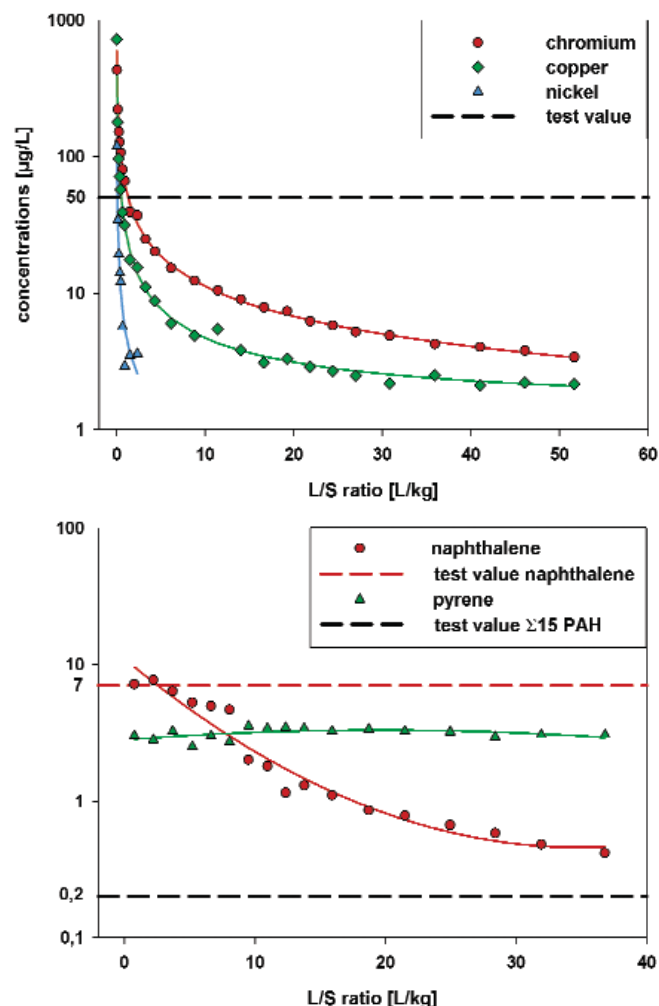 1000
chromium
copper
nickel
test value
100
50
10
1
concentrations [µg/L]
0 10 20 30 40 50 60
L/S ratio [L/kg]
100
naphthalene
test value naphthalene
pyrene
test value Σ15 PAH
10
7
1
0,2
0,1
0 10 20 30 40
L/S ratio [L/kg]